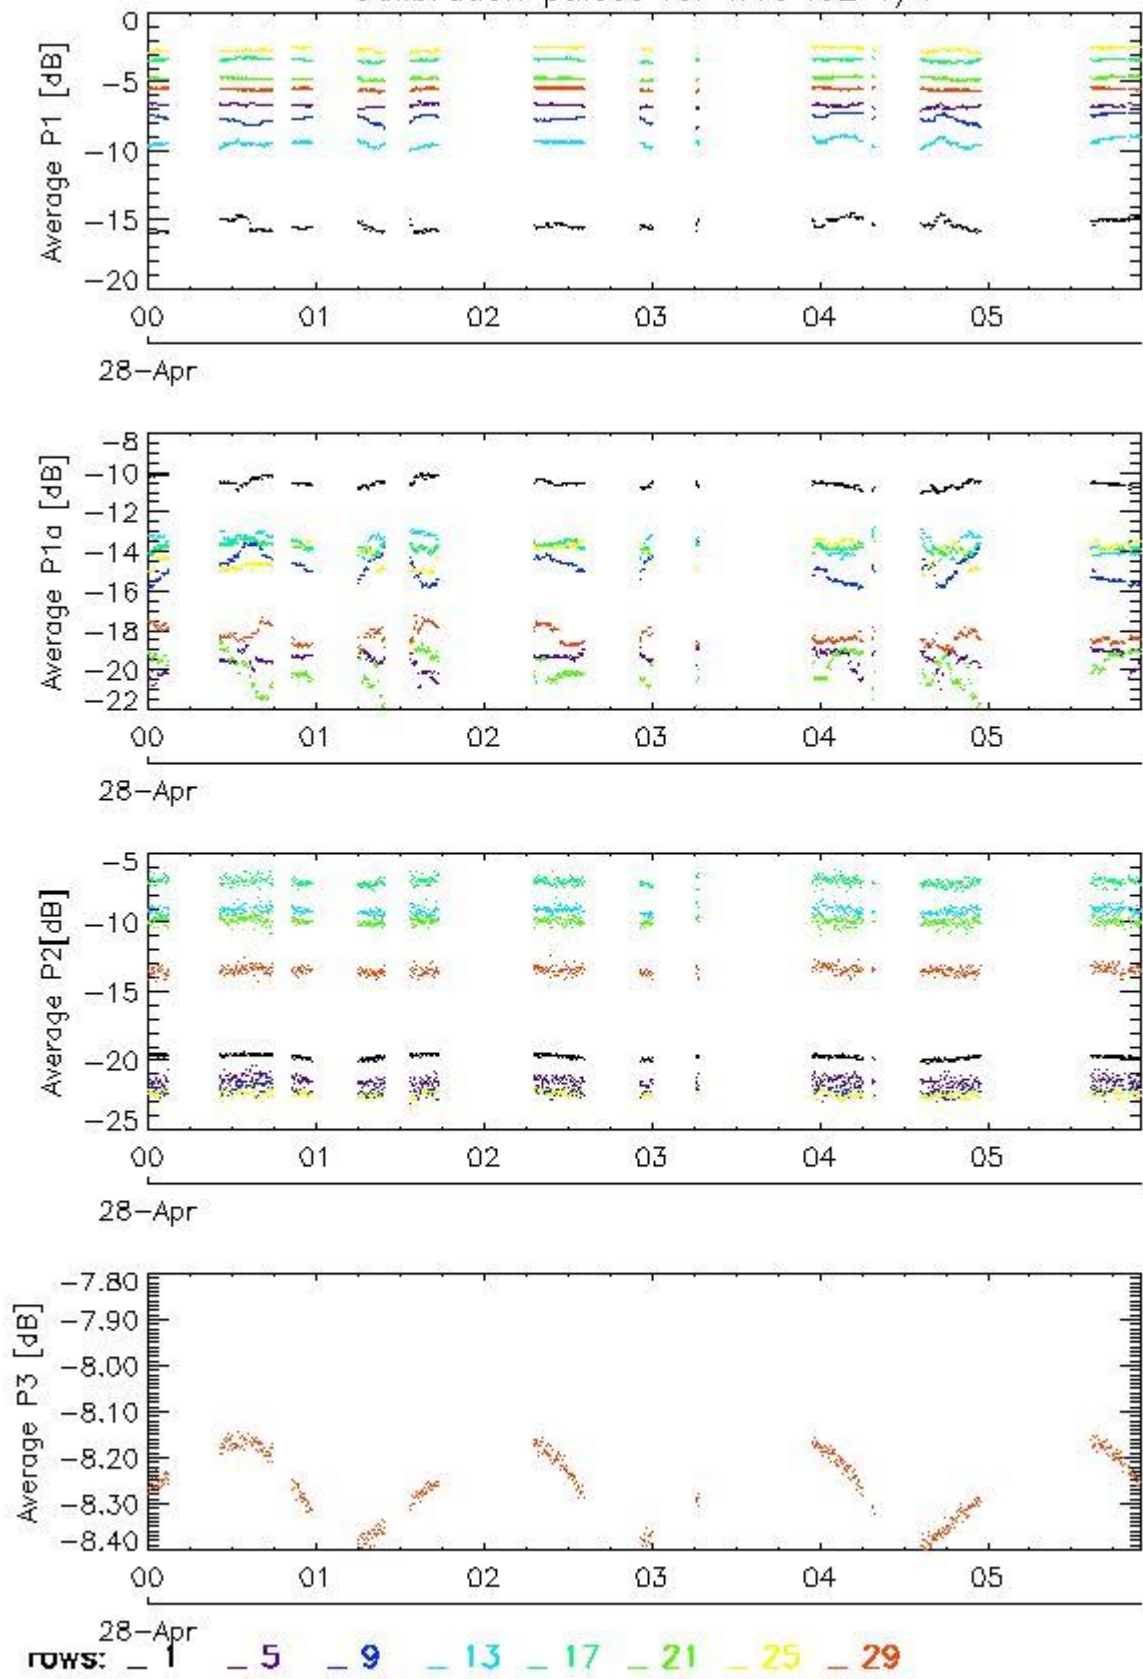 Average P1 [dB]
0
−5
−10
−15
−20
00 01 02 03 04 05
28−Apr
Average P1a [dB]
−8
−10
−12
−14
−16
−18
−20
−22
00 01 02 03 04 05
28−Apr
Average P2[dB]
−5
−10
−15
−20
−25
00 01 02 03 04 05
28−Apr
Average P3 [dB]
−7.80
−7.90
−8.00
−8.10
−8.20
−8.30
−8.40
00 01 02 03 04 05
28−Apr
rows: _ 1 _ 5 _ 9 _ 13 _ 17 _ 21 _ 25 _ 29